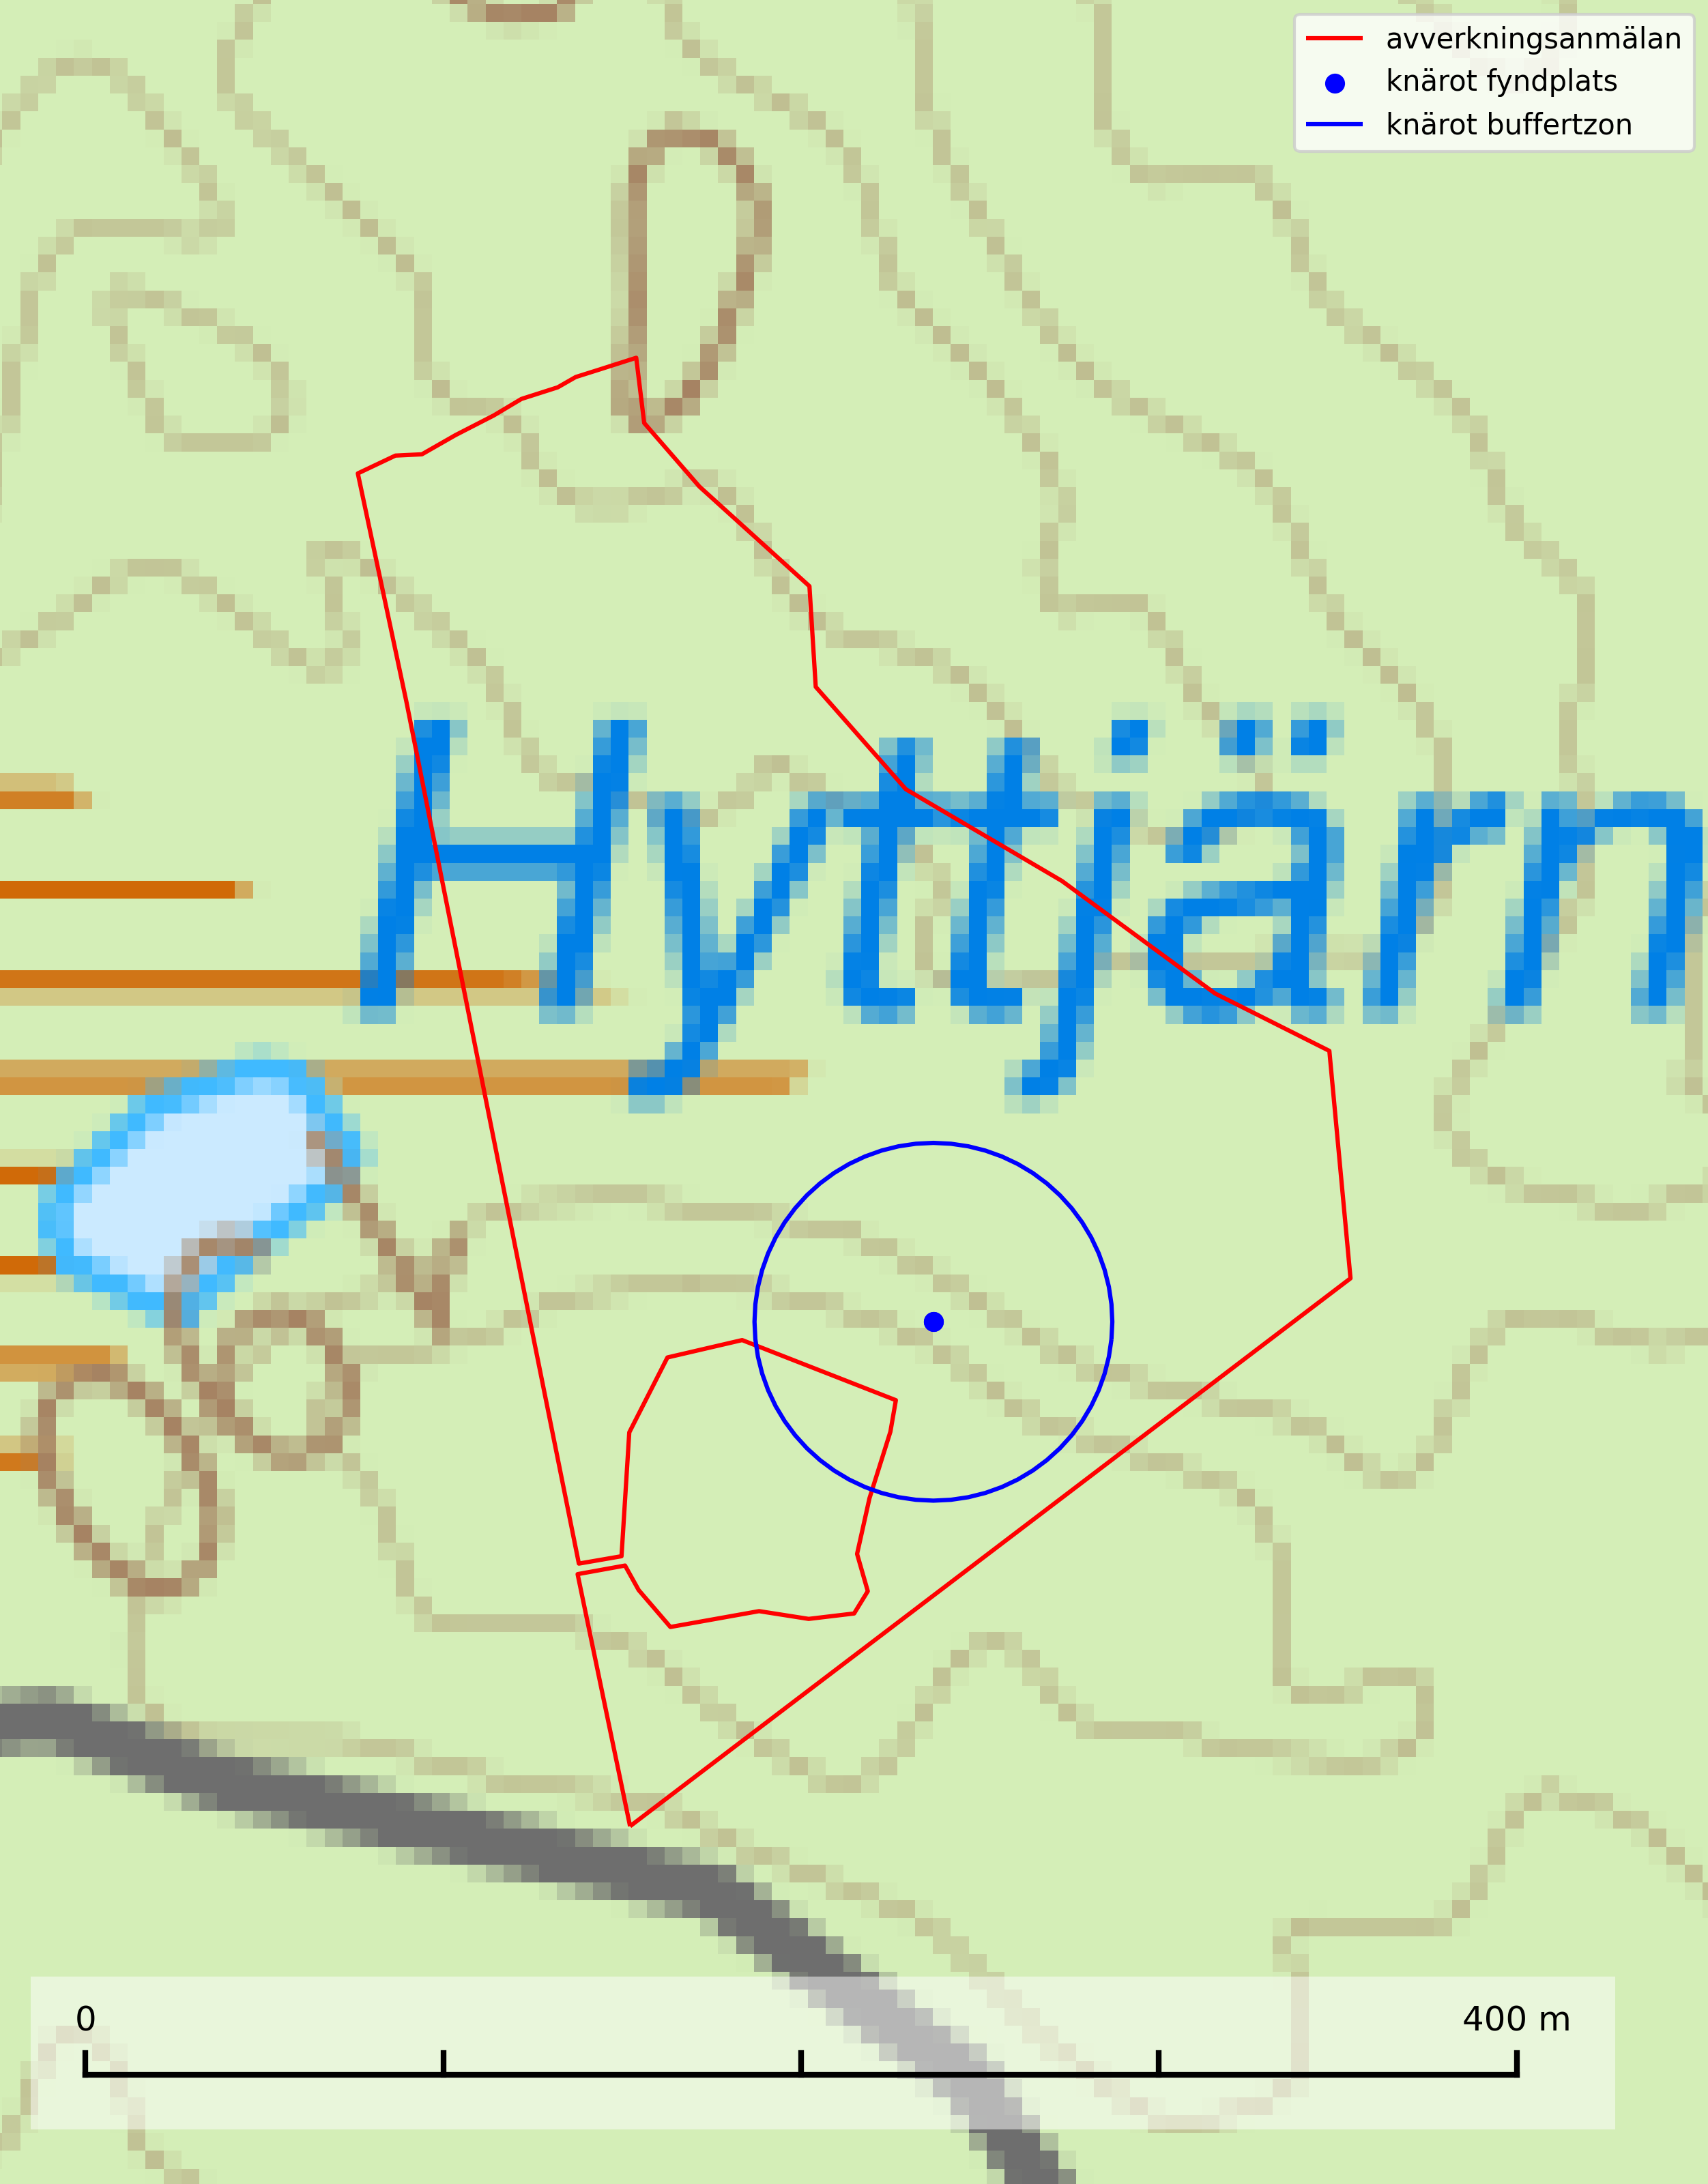 avverkningsanmälan
knärot fyndplats
knärot buffertzon
Hyttjärn
0 400 m